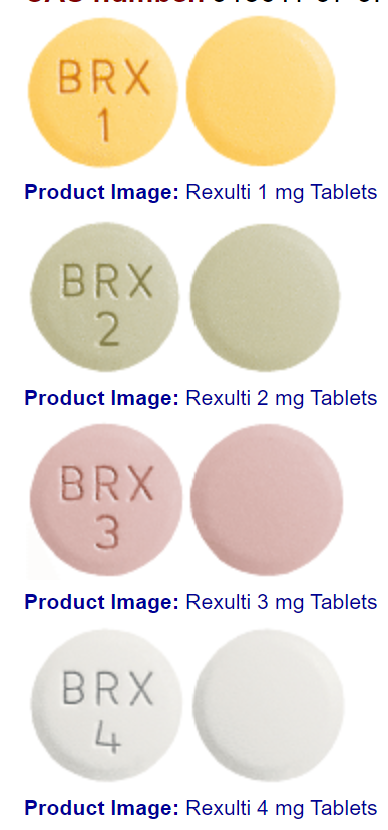 BRX
1
Product Image: Rexulti 1 mg Tablets
BRX
2
Product Image: Rexulti 2 mg Tablets
BRX
3
Product Image: Rexulti 3 mg Tablets
BRX
4
Product Image: Rexulti 4 mg Tablets